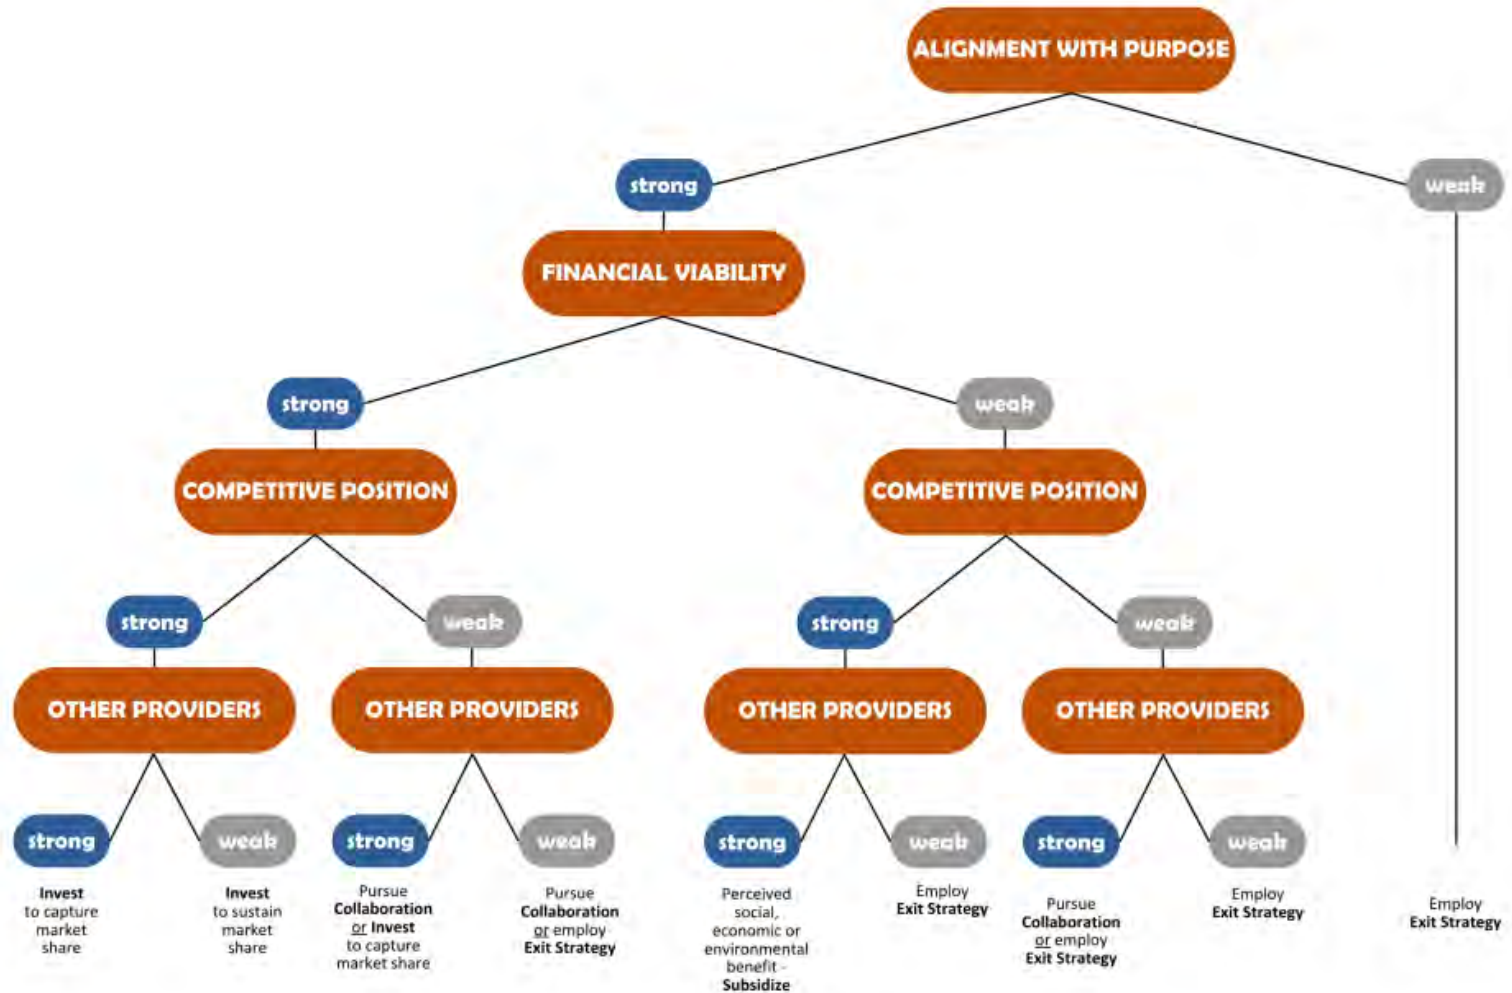 ALIGNMENT WITH PURPOSE
strong
weak
FINANCIAL VIABILITY
strong
weak
COMPETITIVE POSITION
COMPETITIVE POSITION
strong
weak
strong
weak
OTHER PROVIDERS
OTHER PROVIDERS
OTHER PROVIDERS
OTHER PROVIDERS
strong
weak
strong
weak
strong
weak
strong
weak
Invest
to capture
market
share
Invest
to sustain
market
share
Pursue
Collaboration
or Invest
to capture
market share
Pursue
Collaboration
or employ
Exit Strategy
Perceived
social,
economic or
environmental
benefit -
Subsidize
Employ
Exit Strategy
Pursue
Collaboration
or employ
Exit Strategy
Employ
Exit Strategy
Employ
Exit Strategy